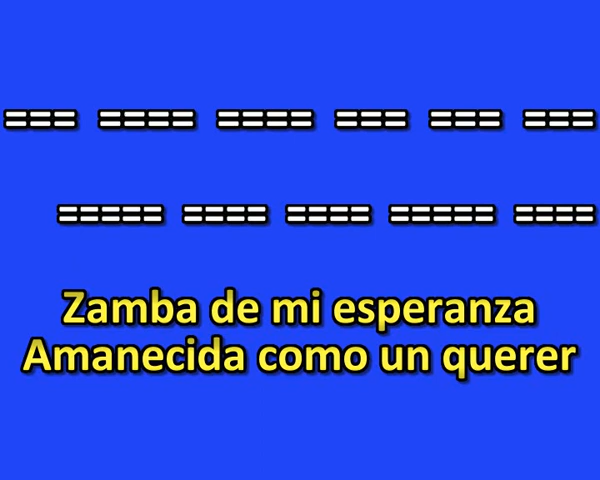 === ==== ==== === === ===
===== ==== ==== ===== ====
Zamba de mi esperanza
Amanecida como un querer